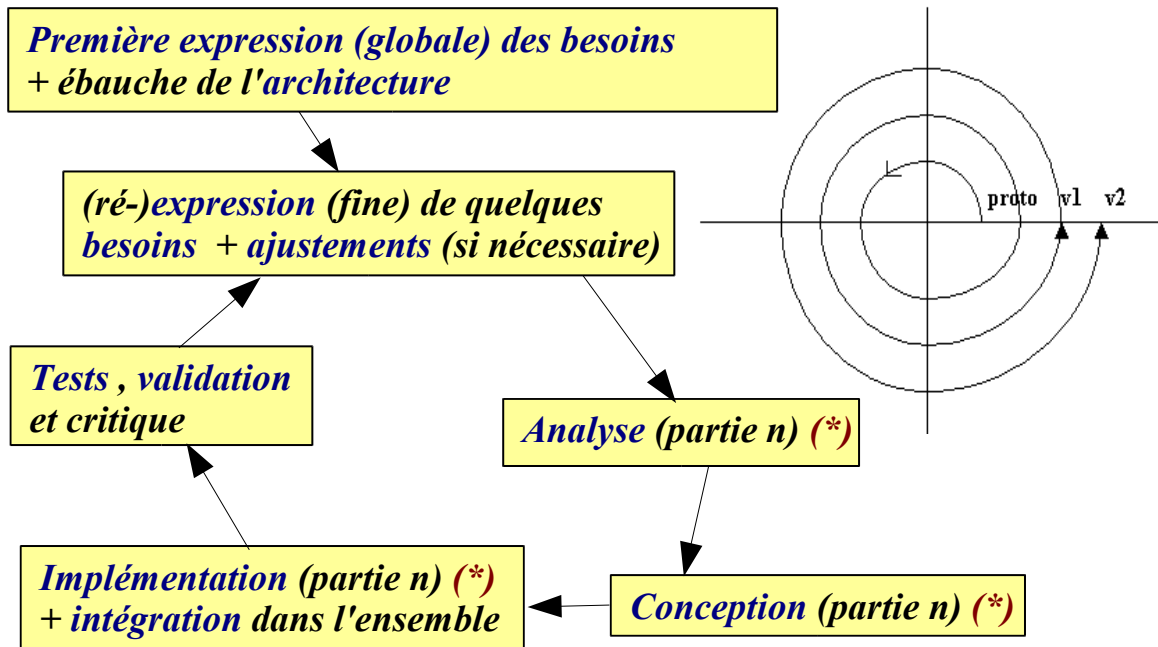 Première expression (globale) des besoins
+ ébauche de l'architecture
(ré-)expression (fine) de quelques
besoins + ajustements (si nécessaire)
proto v1 v2
Tests , validation
et critique
Analyse (partie n) (*)
Implémentation (partie n) (*)
+ intégration dans l'ensemble
Conception (partie n) (*)